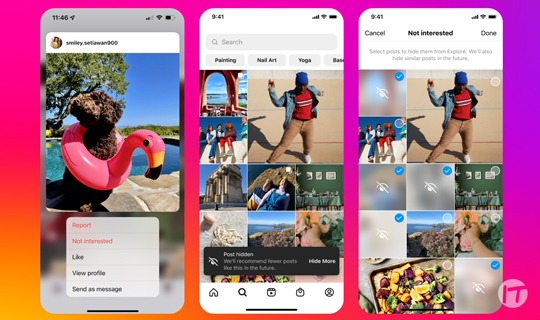 11:46
smiley.setiawan900
Report
Not interested
Like
View profile
Send as message
9:41
Search
Painting
Nail Art
Yoga
Base
Post hidden
We'll recommend fewer posts
like this in the future.
Hide More
9:41
Cancel
Not interested
Done
Select posts to hide them from Explore. We'll also
hide similar posts in the future.
iT